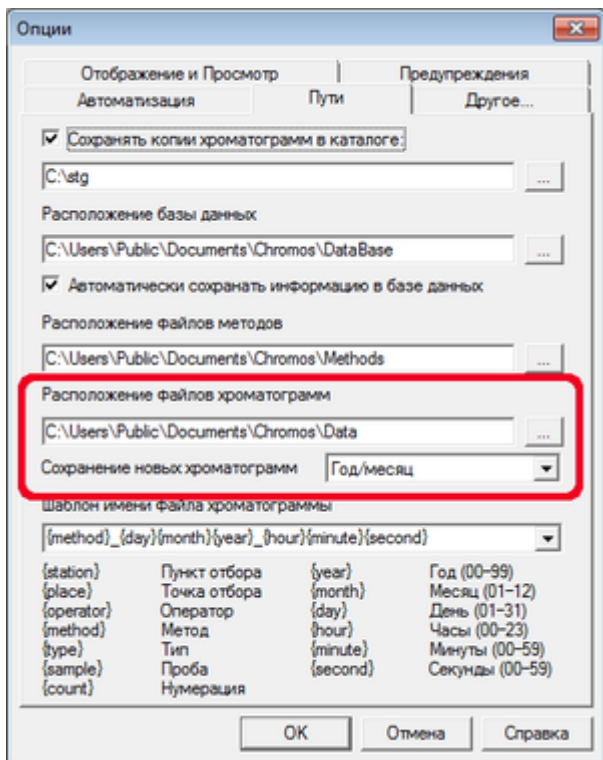 Опции
Отображение и Просмотр Предупреждения
Автоматизация Пути Другое...
Сохранять копии хроматограмм в каталоге:
C:\stg ...
Расположение базы данных
C:\Users\Public\Documents\Chromos\DataBase ...
Автоматически сохранать информацию в базе данных
Расположение файлов методов
C:\Users\Public\Documents\Chromos\Methods ...
Расположение файлов хроматограмм
C:\Users\Public\Documents\Chromos\Data ...
Сохранение новых хроматограмм Год/месяц
Шаблон имени файла хроматограммы
{method}_{day}{month}{year}_{hour}{minute}{second}
{station} Пункт отбора {year} Год (00-99)
{place} Точка отбора {month} Месяц (01-12)
{operator} Оператор {day} День (01-31)
{method} Метод {hour} Часы (00-23)
{type} Тип {minute} Минуты (00-59)
{sample} Проба {second} Секунды (00-59)
{count} Нумерация
OK Отмена Справка